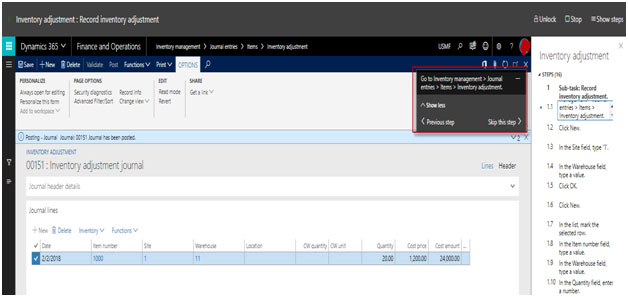 Inventory adjustment : Record inventory adjustment
Unlock
Stop
Show steps
Dynamics 365
Finance and Operations
Inventory management > Journal entries > Items > Inventory adjustment
USMF
Save
+ New
Delete
Validate
Post
Functions
Print
OPTIONS
PERSONALIZE
Always open for editing
Personalize this form
Add to workspace
PAGE OPTIONS
Security diagnostics
Advanced Filter/Sort
Record info
Change view
EDIT
Read mode
Revert
SHARE
Get a link
Go to Inventory management > Journal
entries > Items > Inventory adjustment.
Show less
Previous step
Skip this step
Posting - Journal Journal: 00151 Journal has been posted.
2
INVENTORY ADJUSTMENT
00151 : Inventory adjustment journal
Lines
Header
Journal header details
Journal lines
+ New
Delete
Inventory
Functions
Date Item number Site Warehouse Location CW quantity CW unit Quantity Cost price Cost amount ...
2/2/2018 1000 1 11 20.00 1,200.00 24,000.00
Inventory adjustment
STEPS (16)
1 Sub-task: Record
inventory adjustment.
1.1
entries > Items >
Inventory adjustment.
1.2 Click New.
1.3 In the Site field, type '1'.
1.4 In the Warehouse field,
type a value.
1.5 Click OK.
1.6 Click New.
1.7 In the list, mark the
selected row.
1.8 In the Item number field,
type a value.
1.9 In the Warehouse field,
type a value.
1.10 In the Quantity field, enter
a number.